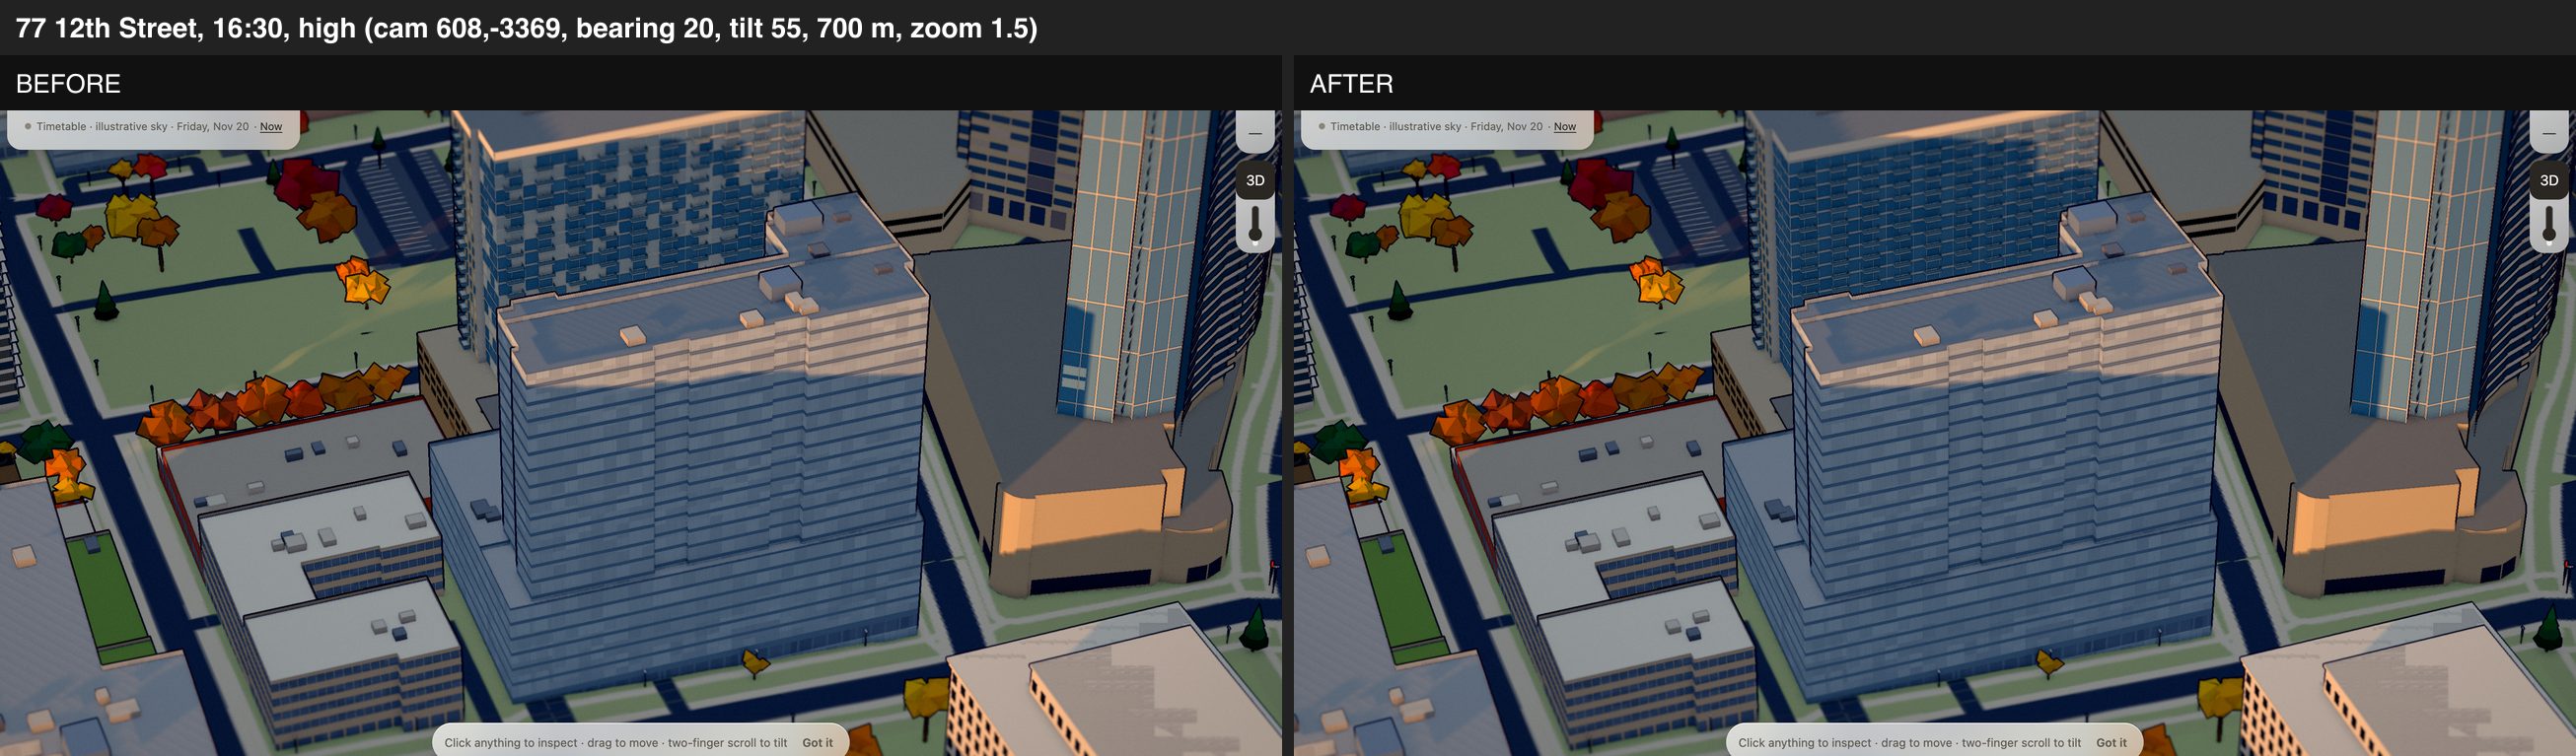 77 12th Street, 16:30, high (cam 608,-3369, bearing 20, tilt 55, 700 m, zoom 1.5)
BEFORE
AFTER
Timetable · illustrative sky · Friday, Nov 20 · Now
—
3D
Click anything to inspect · drag to move · two-finger scroll to tilt Got it
Timetable · illustrative sky · Friday, Nov 20 · Now
—
3D
Click anything to inspect · drag to move · two-finger scroll to tilt Got it